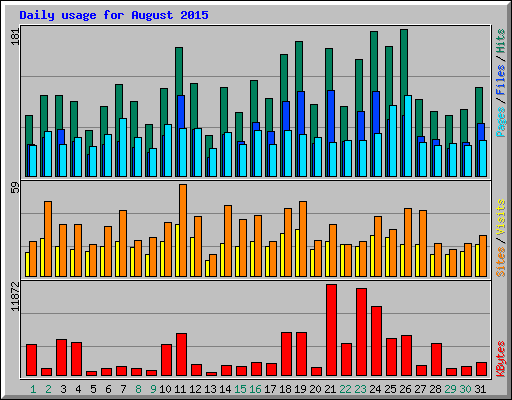 Daily usage for August 2015
181
Pages / Files / Hits
59
Sites / Visits
11872
KBytes
1 2 3 4 5 6 7 8 9 10 11 12 13 14 15 16 17 18 19 20 21 22 23 24 25 26 27 28 29 30 31